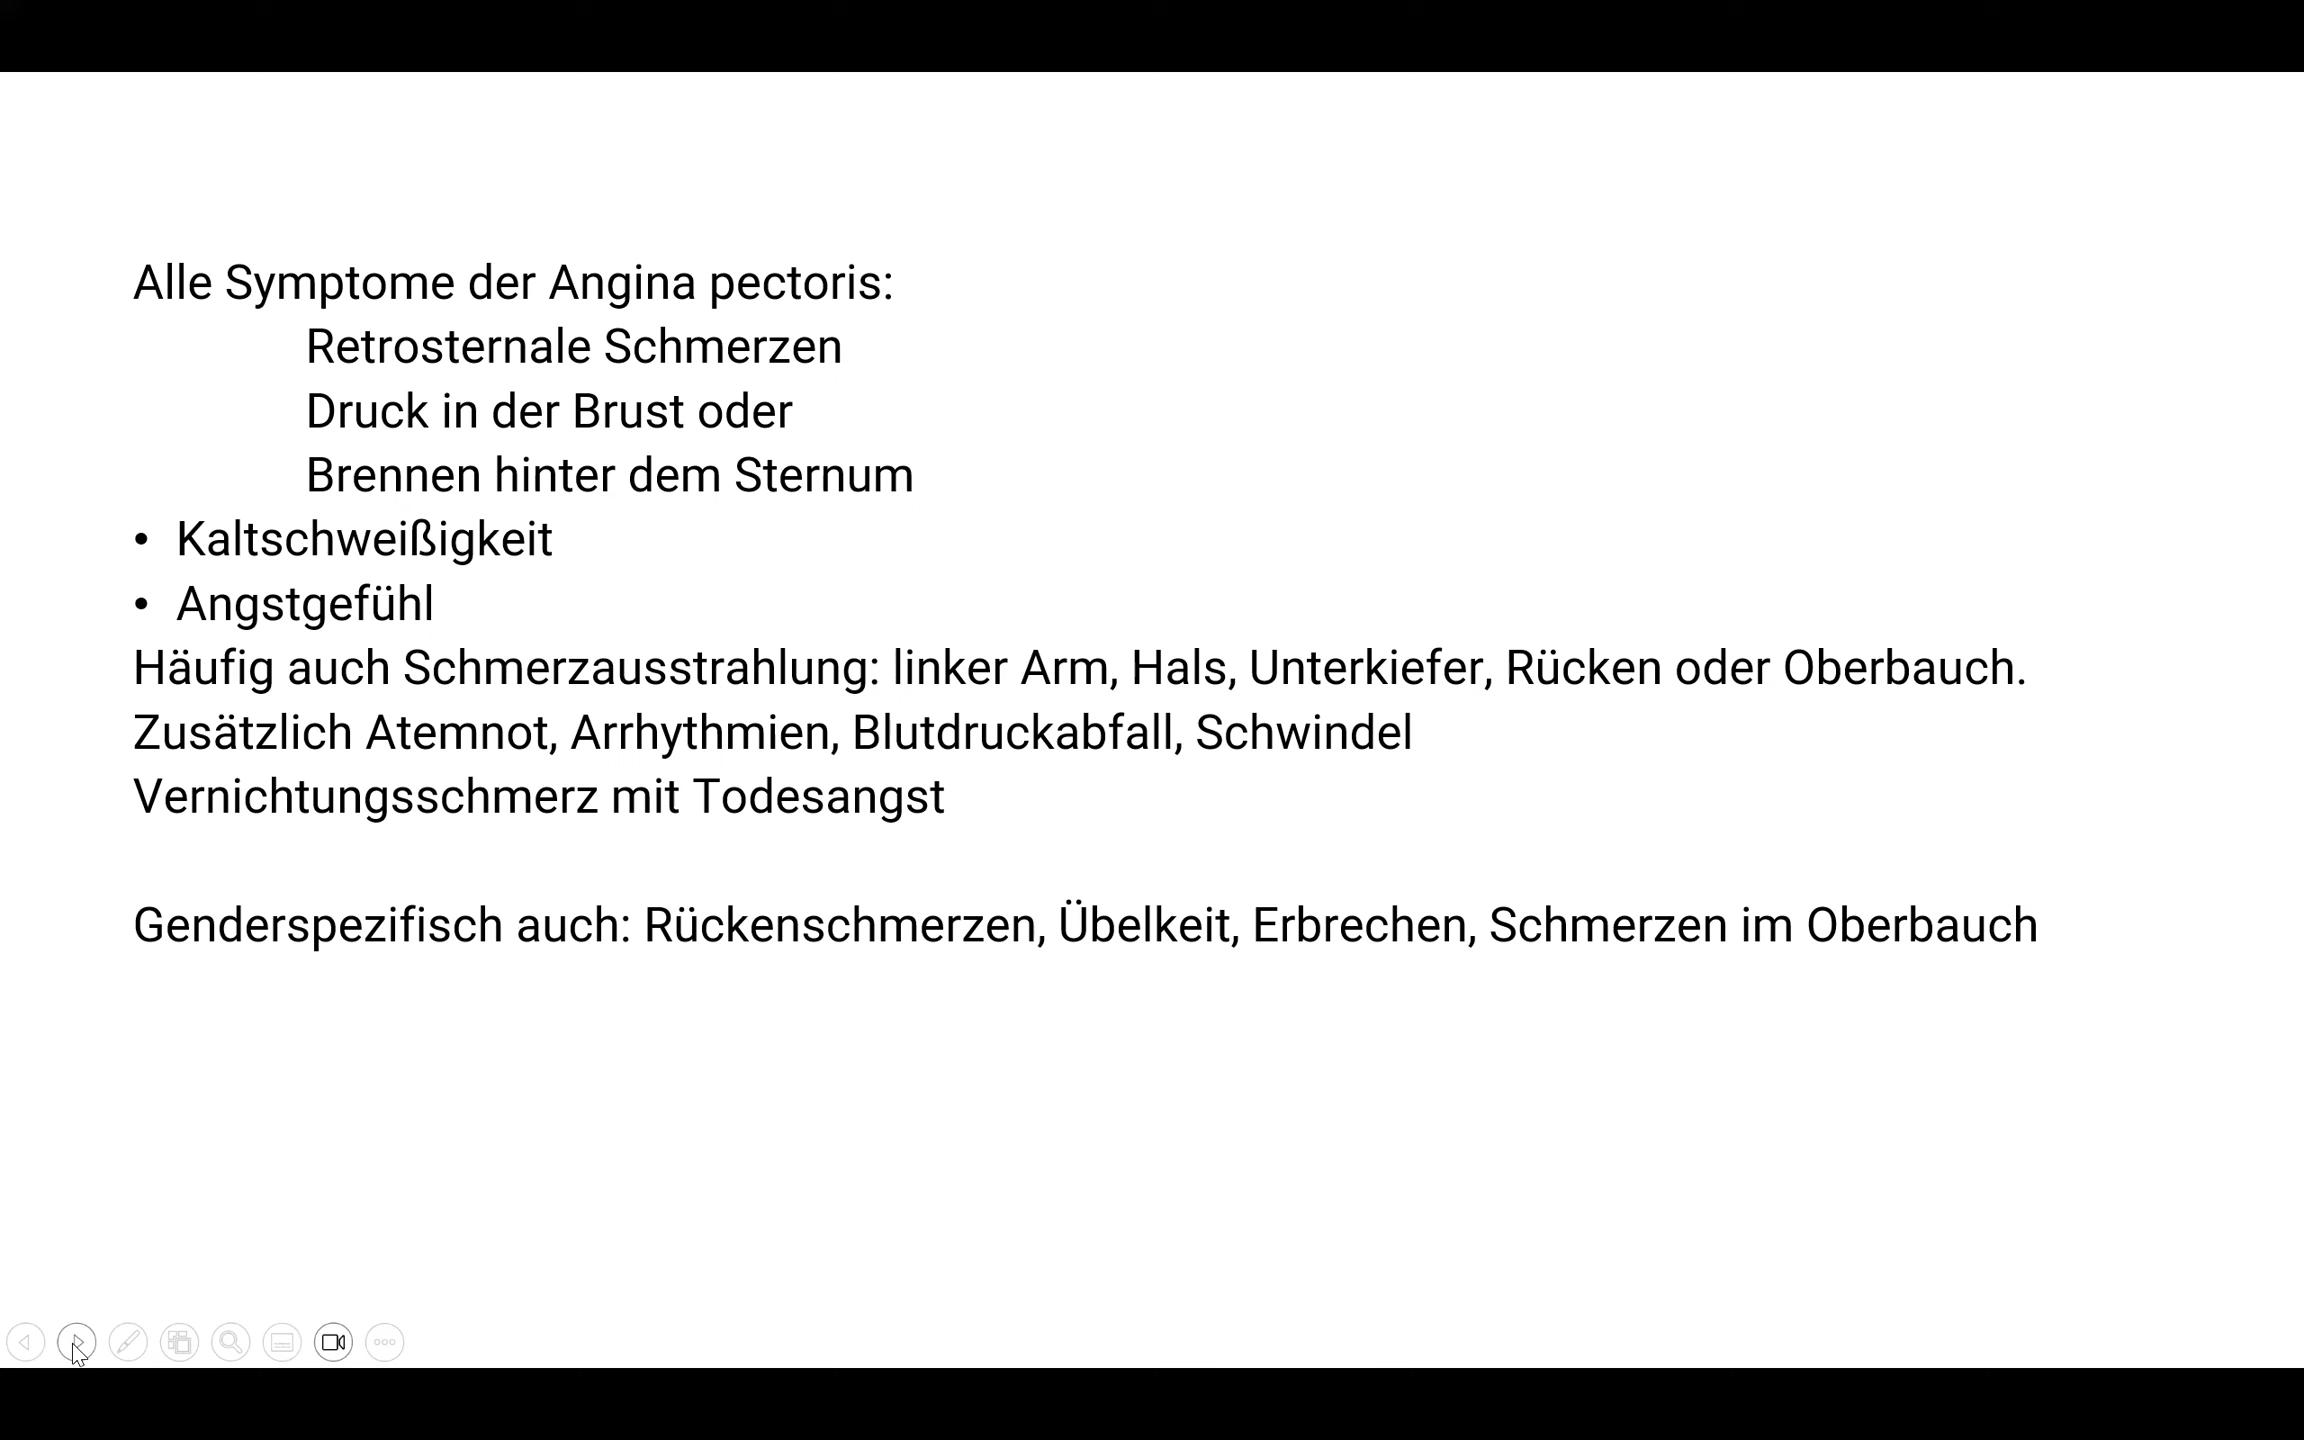 Alle Symptome der Angina pectoris:
Retrosternale Schmerzen
Druck in der Brust oder
Brennen hinter dem Sternum
• Kaltschweißigkeit
• Angstgefühl
Häufig auch Schmerzausstrahlung: linker Arm, Hals, Unterkiefer, Rücken oder Oberbauch.
Zusätzlich Atemnot, Arrhythmien, Blutdruckabfall, Schwindel
Vernichtungsschmerz mit Todesangst
Genderspezifisch auch: Rückenschmerzen, Übelkeit, Erbrechen, Schmerzen im Oberbauch